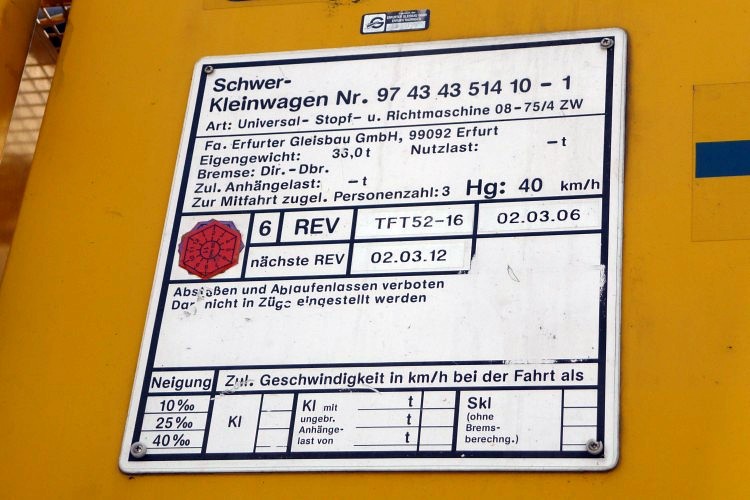 Schwer-
Kleinwagen Nr. 97 43 43 514 10 - 1
Art: Universal- Stopf- u. Richtmaschine 08-75/4 ZW
Fa. Erfurter Gleisbau GmbH, 99092 Erfurt
Eigengewicht: 36,0 t Nutzlast: - t
Bremse: Dir.-Dbr.
Zul. Anhängelast: - t
Zur Mitfahrt zugel. Personenzahl: 3 Hg: 40 km/h
6 REV TFT52-16 02.03.06
nächste REV 02.03.12
Abstoßen und Ablaufenlassen verboten
Darf nicht in Züge eingestellt werden
Neigung Zul. Geschwindigkeit in km/h bei der Fahrt als
10 ‰
25 ‰
40 ‰
Kl
Kl mit t
ungebr. t
Anhänge-
last von t
Skl
(ohne
Brems-
berechng.)